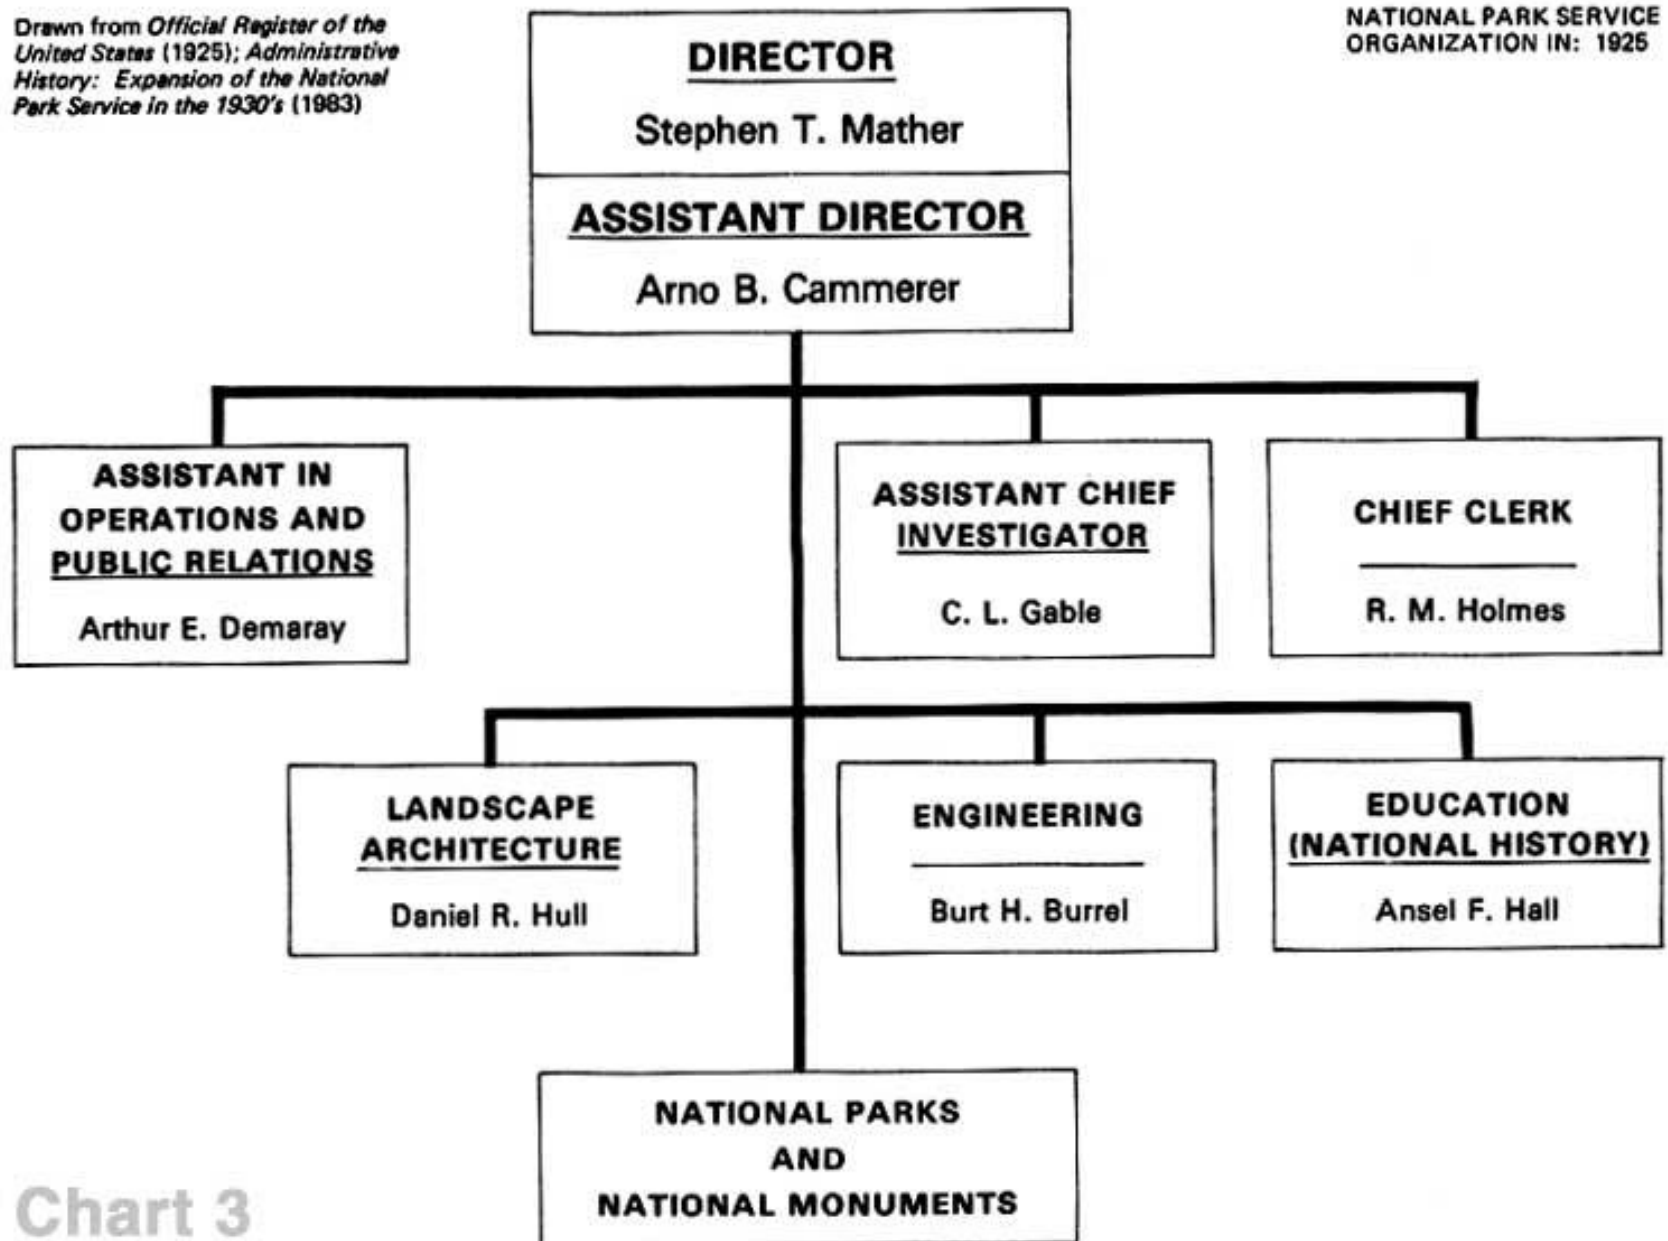 Drawn from Official Register of the
United States (1925); Administrative
History: Expansion of the National
Park Service in the 1930's (1983)
NATIONAL PARK SERVICE
ORGANIZATION IN: 1925
DIRECTOR
Stephen T. Mather
ASSISTANT DIRECTOR
Arno B. Cammerer
ASSISTANT IN
OPERATIONS AND
PUBLIC RELATIONS
Arthur E. Demaray
ASSISTANT CHIEF
INVESTIGATOR
C. L. Gable
CHIEF CLERK
R. M. Holmes
LANDSCAPE
ARCHITECTURE
Daniel R. Hull
ENGINEERING
Burt H. Burrel
EDUCATION
(NATIONAL HISTORY)
Ansel F. Hall
NATIONAL PARKS
AND
NATIONAL MONUMENTS
Chart 3